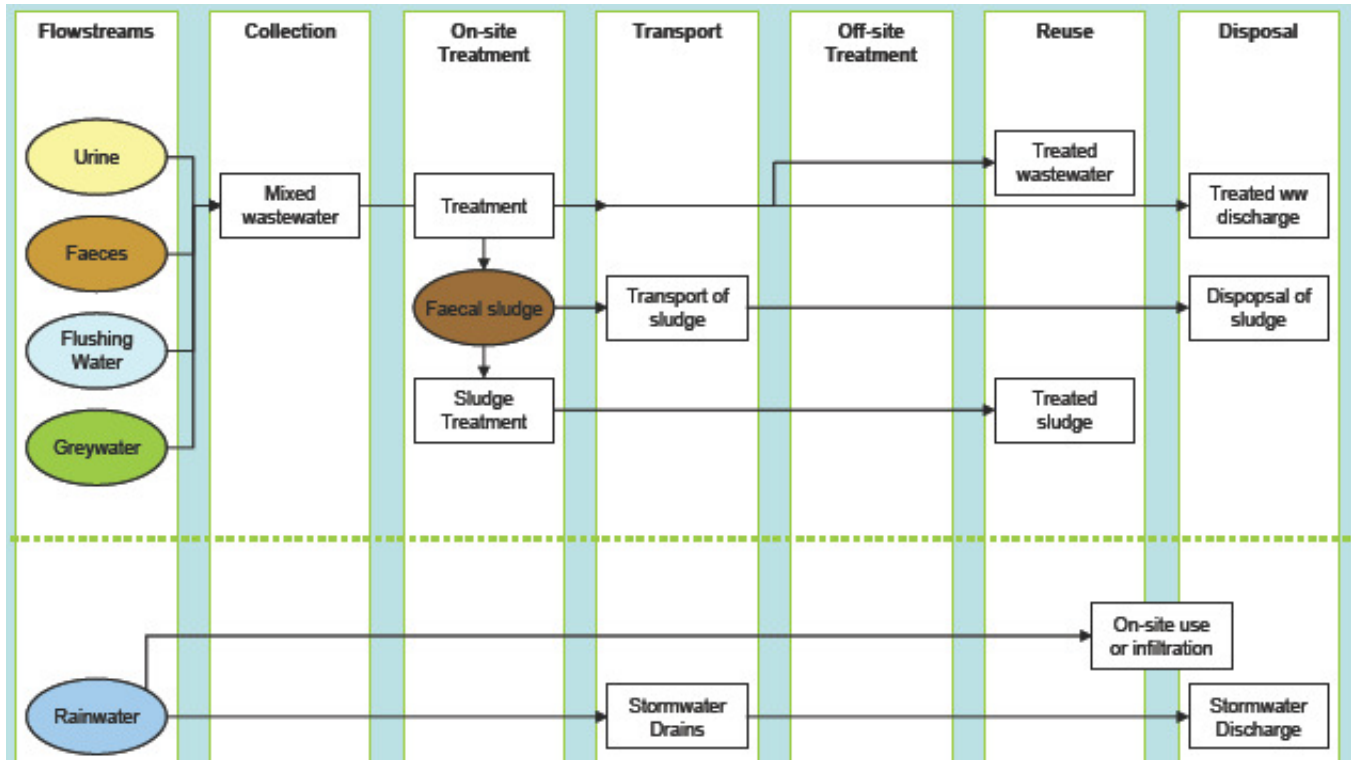 Flowstreams
Collection
On-site
Treatment
Transport
Off-site
Treatment
Reuse
Disposal
Urine
Faeces
Flushing
Water
Greywater
Mixed
wastewater
Treatment
Faecal sludge
Sludge
Treatment
Transport of
sludge
Treated
wastewater
Treated ww
discharge
Dispopsal of
sludge
Treated
sludge
Rainwater
On-site use
or infiltration
Stormwater
Drains
Stormwater
Discharge